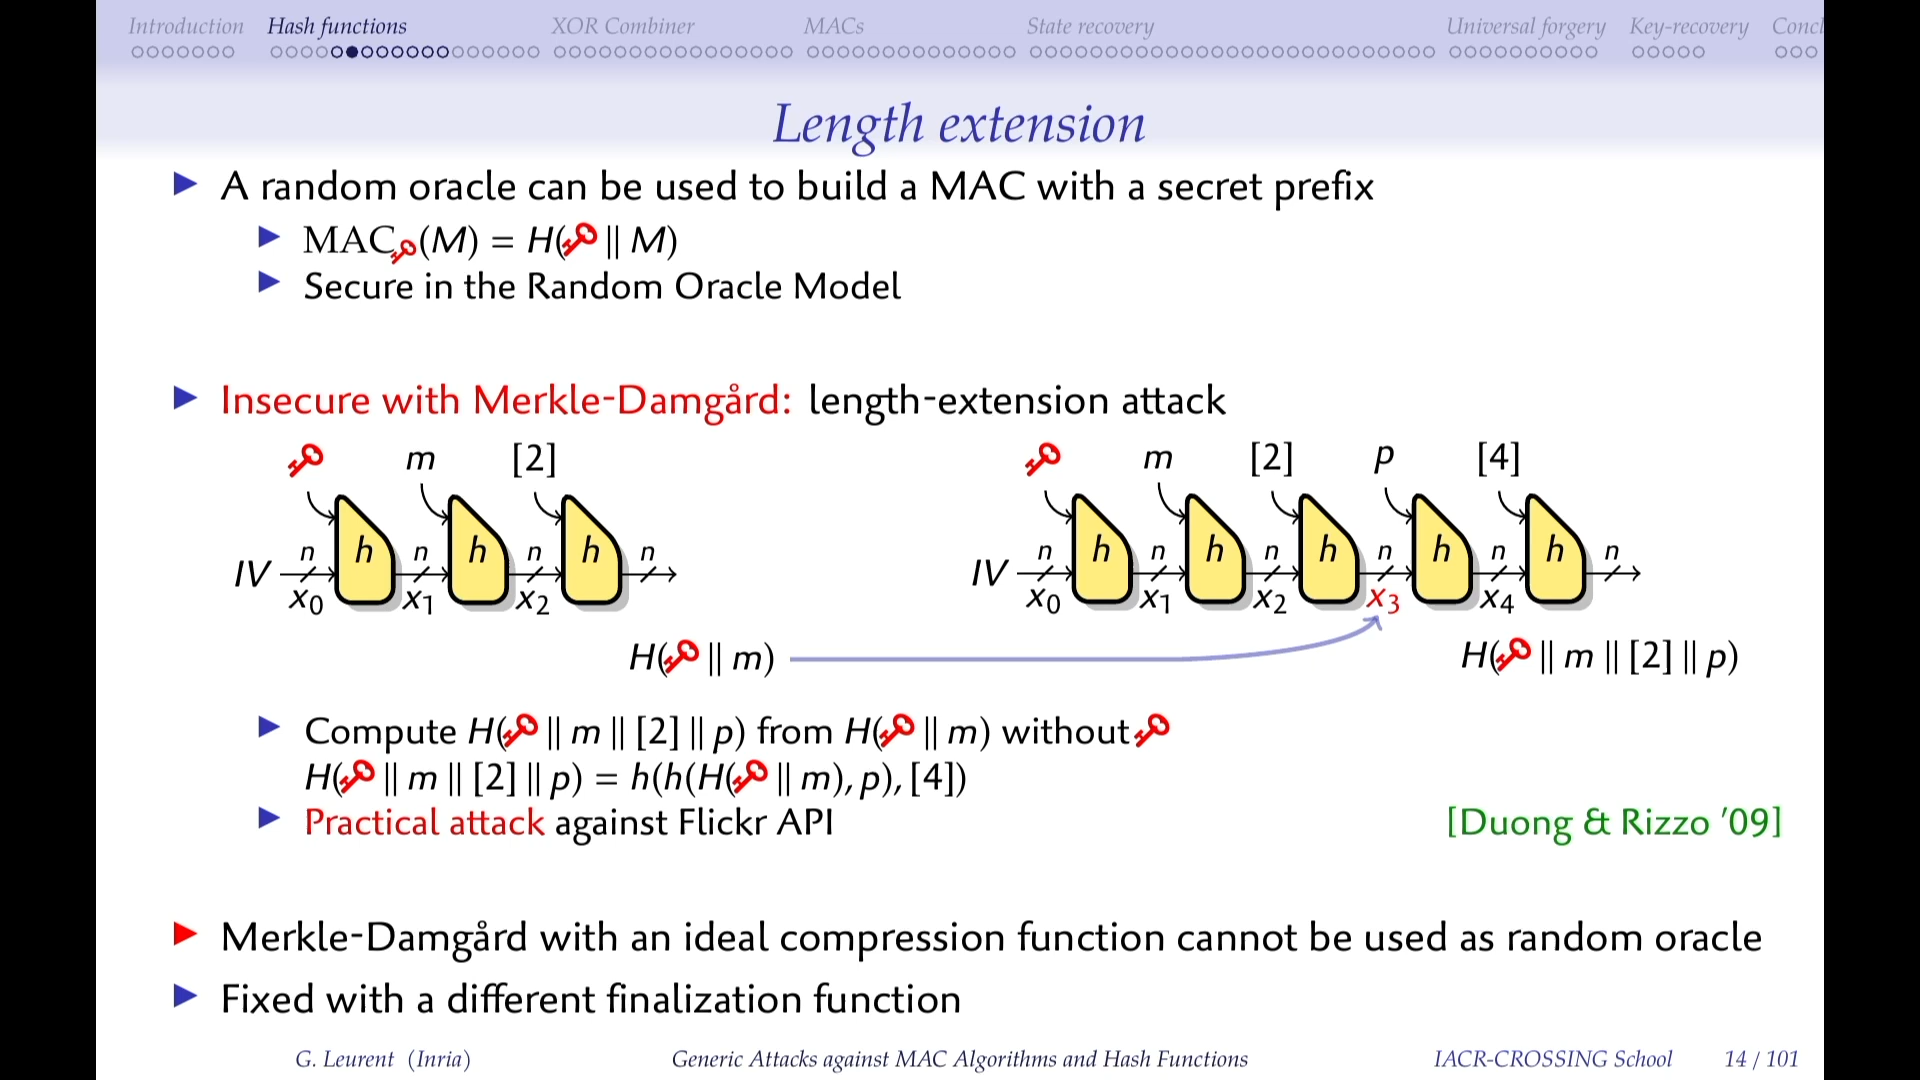 Introduction Hash functions XOR Combiner MACs State recovery Universal forgery Key-recovery Concl
Length extension
A random oracle can be used to build a MAC with a secret prefix
MAC (M) = H( ‖ M)
Secure in the Random Oracle Model
Insecure with Merkle-Damgård: length-extension attack
m [2] m [2] p [4]
h h h h h h h h
IV n n n n IV n n n n n n
x0 x1 x2 x0 x1 x2 x3 x4
H( ‖ m) H( ‖ m ‖ [2] ‖ p)
Compute H( ‖ m ‖ [2] ‖ p) from H( ‖ m) without
H( ‖ m ‖ [2] ‖ p) = h(h(H( ‖ m), p), [4])
Practical attack against Flickr API [Duong & Rizzo ’09]
Merkle-Damgård with an ideal compression function cannot be used as random oracle
Fixed with a different finalization function
G. Leurent (Inria) Generic Attacks against MAC Algorithms and Hash Functions IACR-CROSSING School 14 / 101